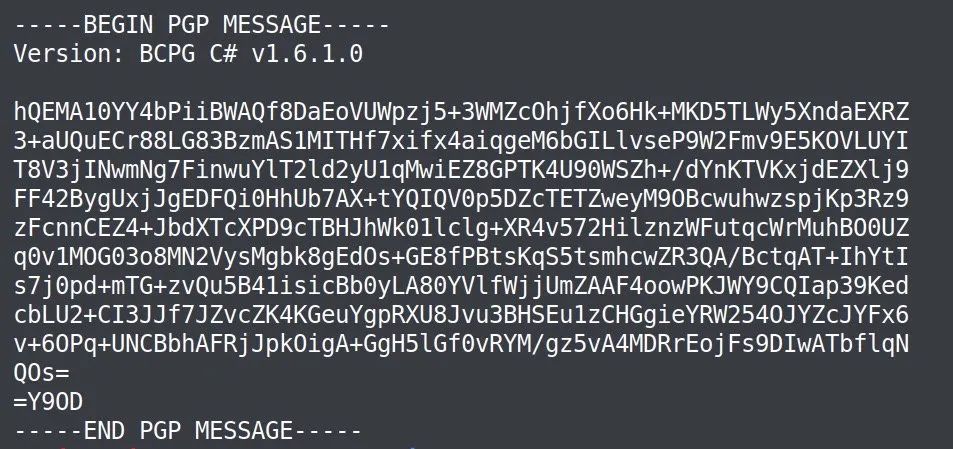 -----BEGIN PGP MESSAGE-----
Version: BCPG C# v1.6.1.0

hQEMA10YY4bPiiBWAQf8DaEoVUWpzj5+3WMZcOhjfXo6Hk+MKD5TLWy5XndaEXRZ
3+aUQuECr88LG83BzmAS1MITHf7xifx4aiqgeM6bGILlvseP9W2Fmv9E5KOVLUYI
T8V3jINwmNg7FinwuYlT2ld2yU1qMwiEZ8GPTK4U90WSZh+/dYnKTVKxjdEZXlj9
FF42BygUxjJgEDFQi0HhUb7AX+tYQIQV0p5DZcTETZweyM9OBcwuhwzspjKp3Rz9
zFcnnCEZ4+JbdXTcXPD9cTBHJhWk01lclg+XR4v572HilznzWFutqcWrMuhBO0UZ
q0v1MOG03o8MN2VysMgbk8gEdOs+GE8fPBtsKqS5tsmhcwZR3QA/BctqAT+IhYtI
s7j0pd+mTG+zvQu5B41isicBb0yLA80YVlfWjjUmZAAF4oowPKJWY9CQIap39Ked
cbLU2+CI3JJf7JZvcZK4KGeuYgpRXU8Jvu3BHSEu1zCHGgieYRW254OJYZcJYFx6
v+6OPq+UNCBbhAFRjJpkOigA+GgH5lGf0vRYM/gz5vA4MDRrEojFs9DIwATbflqN
QOs=
=Y9OD
-----END PGP MESSAGE-----